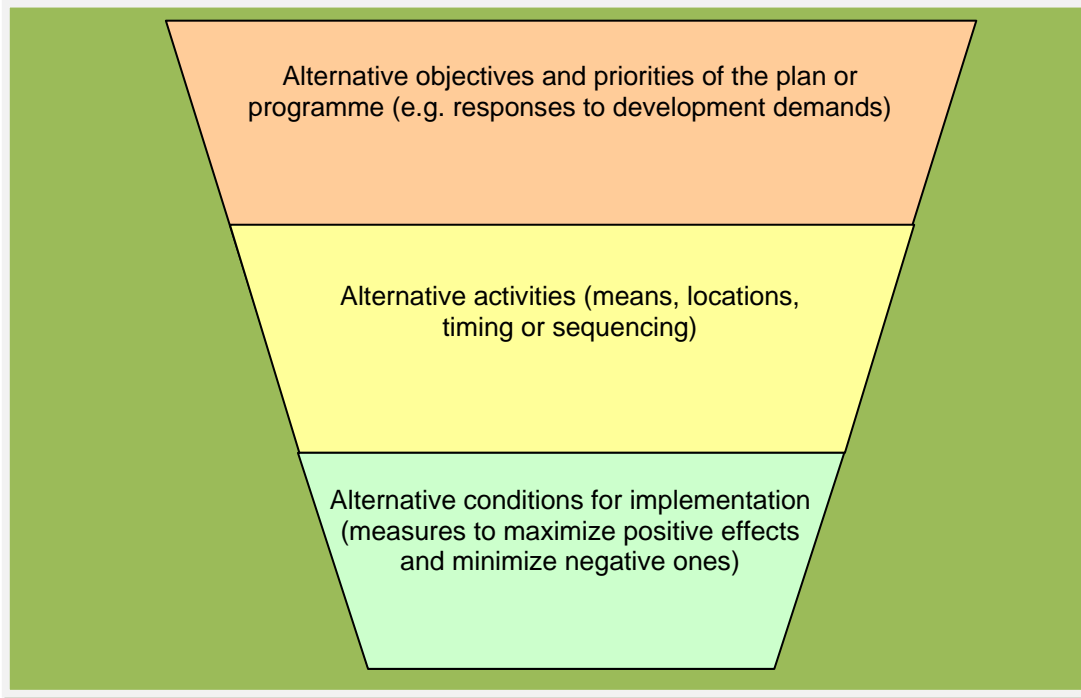 Alternative objectives and priorities of the plan or
programme (e.g. responses to development demands)
Alternative activities (means, locations,
timing or sequencing)
Alternative conditions for implementation
(measures to maximize positive effects
and minimize negative ones)